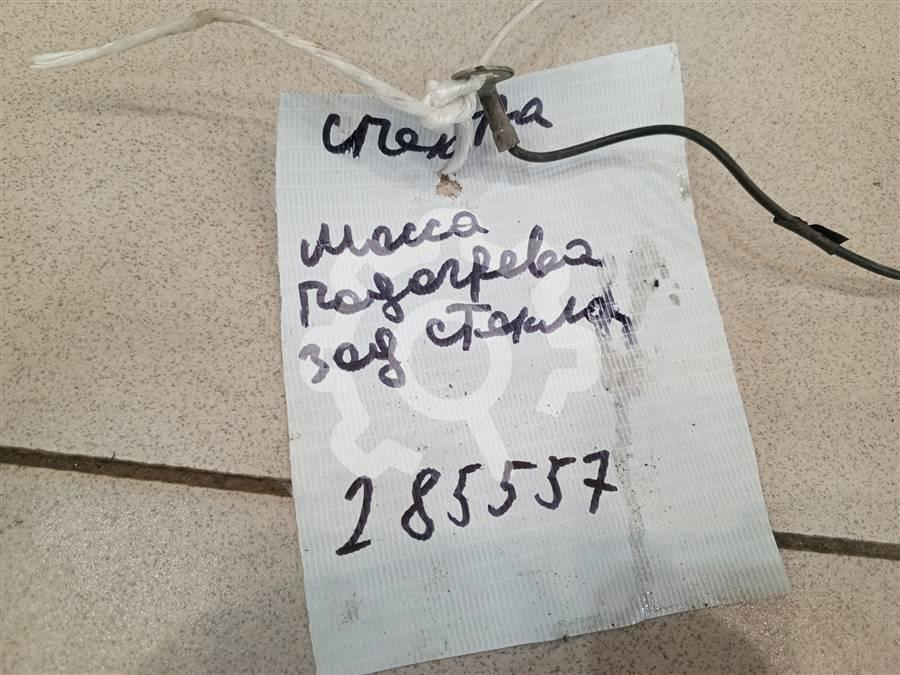 спектра
масса
подогрева
зад стекла
285557